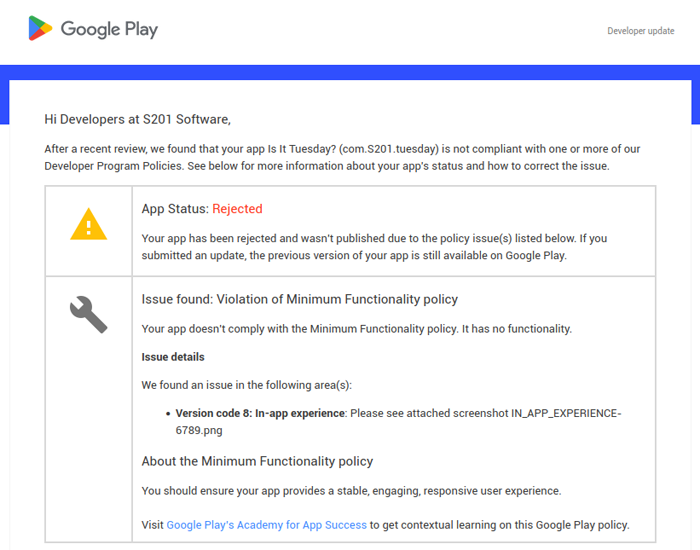 Google Play
Developer update
Hi Developers at S201 Software,
After a recent review, we found that your app Is It Tuesday? (com.S201.tuesday) is not compliant with one or more of our
Developer Program Policies. See below for more information about your app's status and how to correct the issue.
App Status: Rejected
Your app has been rejected and wasn't published due to the policy issue(s) listed below. If you
submitted an update, the previous version of your app is still available on Google Play.
Issue found: Violation of Minimum Functionality policy
Your app doesn't comply with the Minimum Functionality policy. It has no functionality.
Issue details
We found an issue in the following area(s):
• Version code 8: In-app experience: Please see attached screenshot IN_APP_EXPERIENCE-
6789.png
About the Minimum Functionality policy
You should ensure your app provides a stable, engaging, responsive user experience.
Visit Google Play's Academy for App Success to get contextual learning on this Google Play policy.